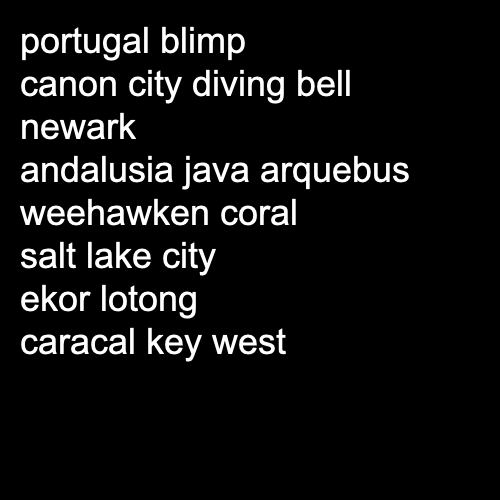 portugal blimp
canon city diving bell
newark
andalusia java arquebus
weehawken coral
salt lake city
ekor lotong
caracal key west